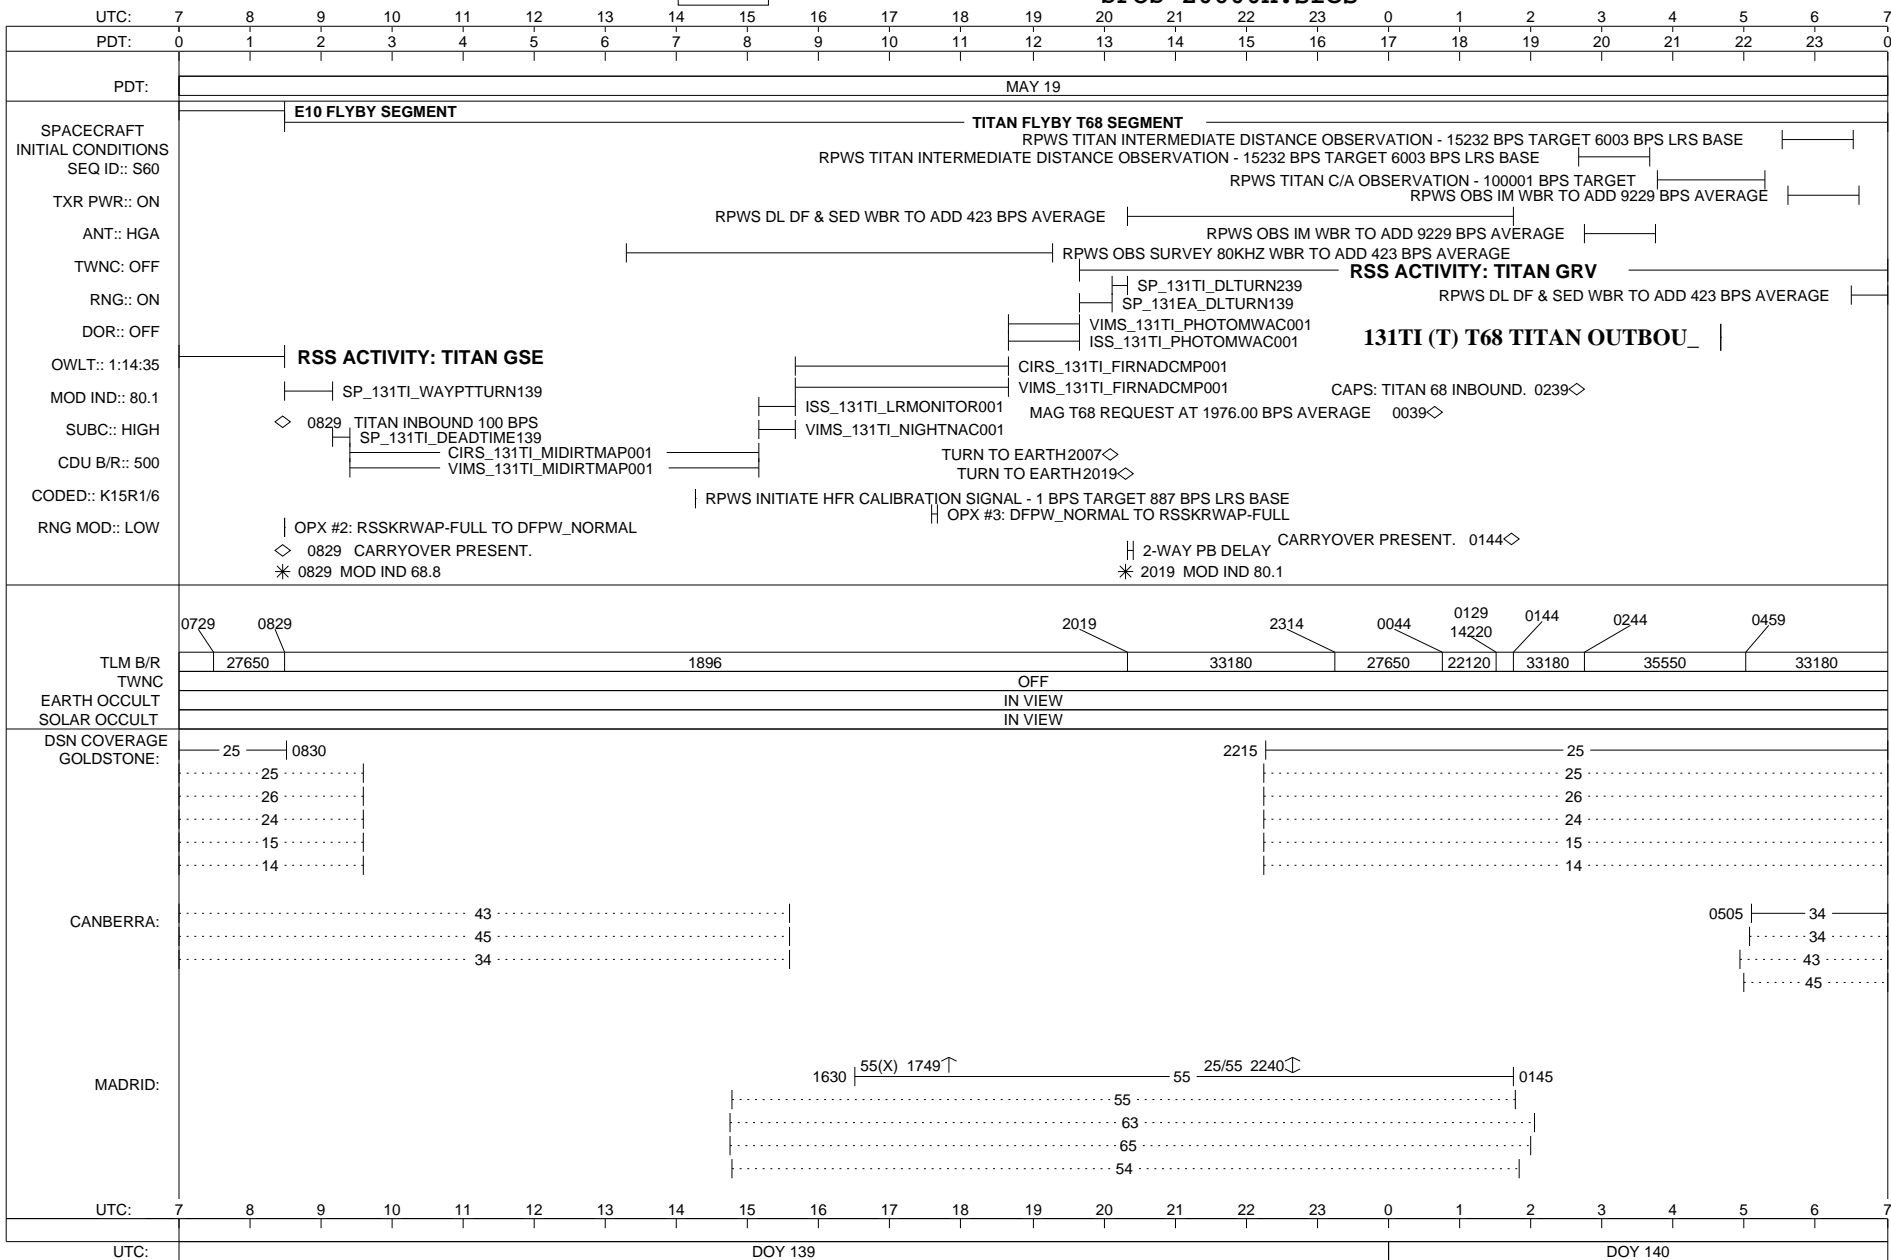 UTC: 7 8 9 10 11 12 13 14 15 16 17 18 19 20 21 22 23 0 1 2 3 4 5 6 7
PDT: 0 1 2 3 4 5 6 7 8 9 10 11 12 13 14 15 16 17 18 19 20 21 22 23 0
PDT: MAY 19
E10 FLYBY SEGMENT
TITAN FLYBY T68 SEGMENT
SPACECRAFT
INITIAL CONDITIONS
SEQ ID:: S60
TXR PWR:: ON
ANT:: HGA
TWNC: OFF
RNG:: ON
DOR:: OFF
OWLT:: 1:14:35
MOD IND:: 80.1
SUBC:: HIGH
CDU B/R:: 500
CODED:: K15R1/6
RNG MOD:: LOW
RPWS TITAN INTERMEDIATE DISTANCE OBSERVATION - 15232 BPS TARGET 6003 BPS LRS BASE
RPWS TITAN INTERMEDIATE DISTANCE OBSERVATION - 15232 BPS TARGET 6003 BPS LRS BASE
RPWS TITAN C/A OBSERVATION - 100001 BPS TARGET
RPWS OBS IM WBR TO ADD 9229 BPS AVERAGE
RPWS DL DF & SED WBR TO ADD 423 BPS AVERAGE
RPWS OBS IM WBR TO ADD 9229 BPS AVERAGE
RPWS OBS SURVEY 80KHZ WBR TO ADD 423 BPS AVERAGE
RSS ACTIVITY: TITAN GRV
SP_131TI_DLTURN239
RPWS DL DF & SED WBR TO ADD 423 BPS AVERAGE
SP_131EA_DLTURN139
VIMS_131TI_PHOTOMWAC001
131TI (T) T68 TITAN OUTBOU_
ISS_131TI_PHOTOMWAC001
RSS ACTIVITY: TITAN GSE
CIRS_131TI_FIRNADCMP001
SP_131TI_WAYPTTURN139
VIMS_131TI_FIRNADCMP001
CAPS: TITAN 68 INBOUND. 0239
ISS_131TI_LRMONITOR001
MAG T68 REQUEST AT 1976.00 BPS AVERAGE 0039
0829 TITAN INBOUND 100 BPS
VIMS_131TI_NIGHTNAC001
SP_131TI_DEADTIME139
CIRS_131TI_MIDIRTMAP001
TURN TO EARTH2007
VIMS_131TI_MIDIRTMAP001
TURN TO EARTH2019
RPWS INITIATE HFR CALIBRATION SIGNAL - 1 BPS TARGET 887 BPS LRS BASE
OPX #3: DFPW_NORMAL TO RSSKRWAP-FULL
OPX #2: RSSKRWAP-FULL TO DFPW_NORMAL
CARRYOVER PRESENT. 0144
0829 CARRYOVER PRESENT.
2-WAY PB DELAY
0829 MOD IND 68.8
2019 MOD IND 80.1
0729 0829 2019 2314 0044 0129 0144 0244 0459
14220
TLM B/R 27650 1896 33180 27650 22120 33180 35550 33180
TWNC OFF
EARTH OCCULT IN VIEW
SOLAR OCCULT IN VIEW
DSN COVERAGE
GOLDSTONE: 25 0830 2215 25
25 25
26 26
24 24
15 15
14 14
CANBERRA: 43 0505 34
45 34
34 43
45
55(X) 1749 25/55 2240
MADRID: 1630 55 0145
55
63
65
54
UTC: 7 8 9 10 11 12 13 14 15 16 17 18 19 20 21 22 23 0 1 2 3 4 5 6 7
UTC: DOY 139 DOY 140